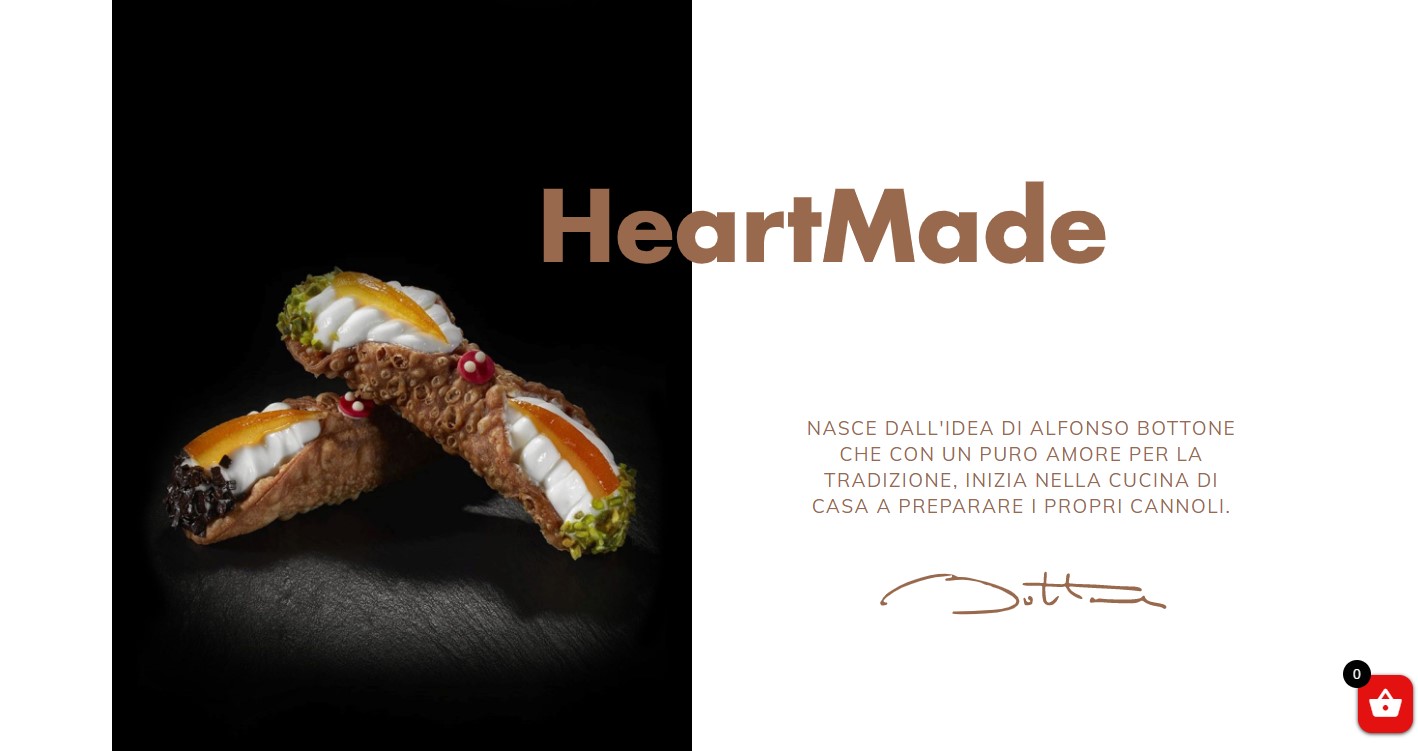 HeartMade
NASCE DALL'IDEA DI ALFONSO BOTTONE
CHE CON UN PURO AMORE PER LA
TRADIZIONE, INIZIA NELLA CUCINA DI
CASA A PREPARARE I PROPRI CANNOLI.
Bottone
0